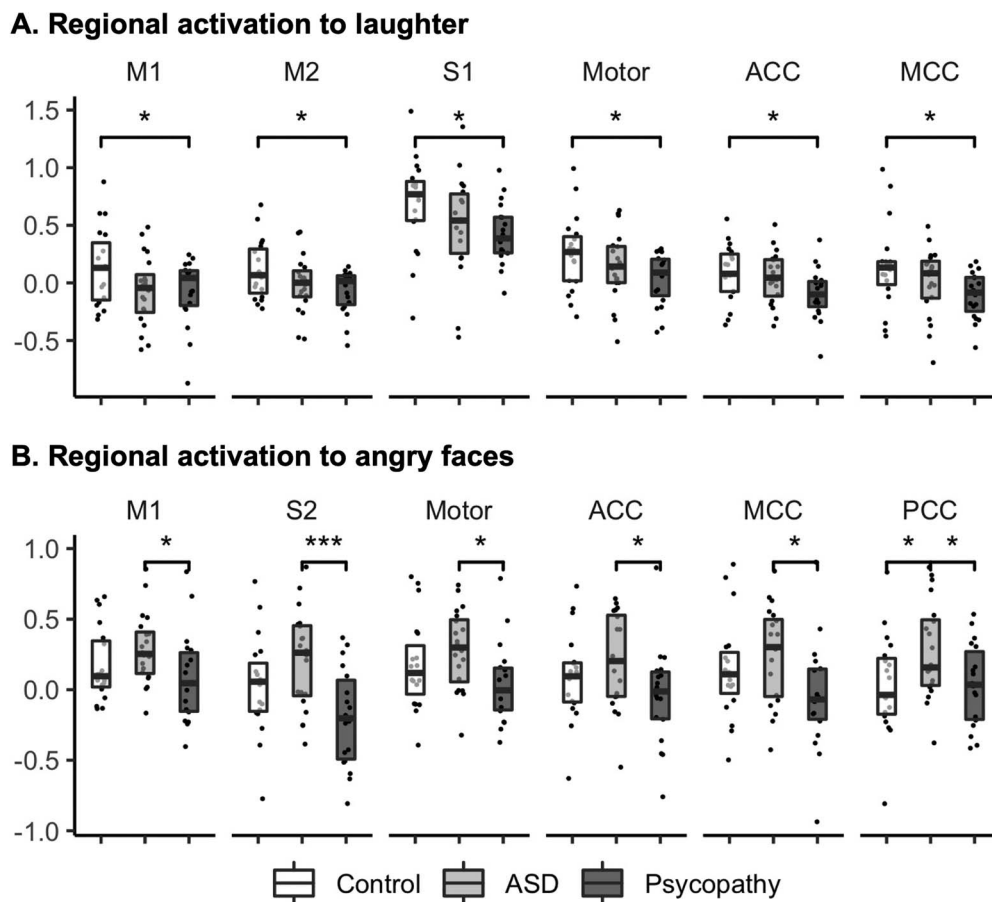 A. Regional activation to laughter
M1 M2 S1 Motor ACC MCC
* * * * * *
1.5
1.0
0.5
0.0
-0.5
B. Regional activation to angry faces
M1 S2 Motor ACC MCC PCC
* *** * * * * *
1.0
0.5
0.0
-0.5
-1.0
Control ASD Psycopathy